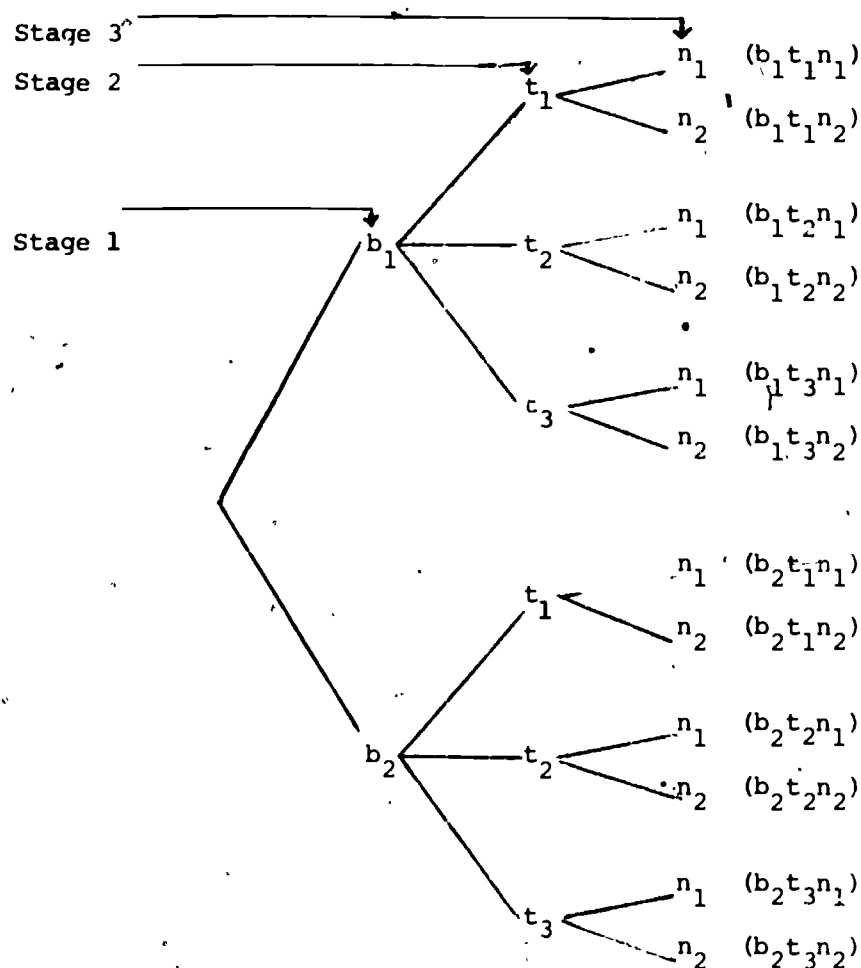 Stage 3 n₁ (b₁t₁n₁)
Stage 2 t₁
n₂ (b₁t₁n₂)
n₁ (b₁t₂n₁)
Stage 1 b₁ t₂
n₂ (b₁t₂n₂)
n₁ (b₁t₃n₁)
t₃
n₂ (b₁t₃n₂)
n₁ (b₂t₁n₁)
t₁
n₂ (b₂t₁n₂)
n₁ (b₂t₂n₁)
b₂ t₂
n₂ (b₂t₂n₂)
n₁ (b₂t₃n₁)
t₃
n₂ (b₂t₃n₂)